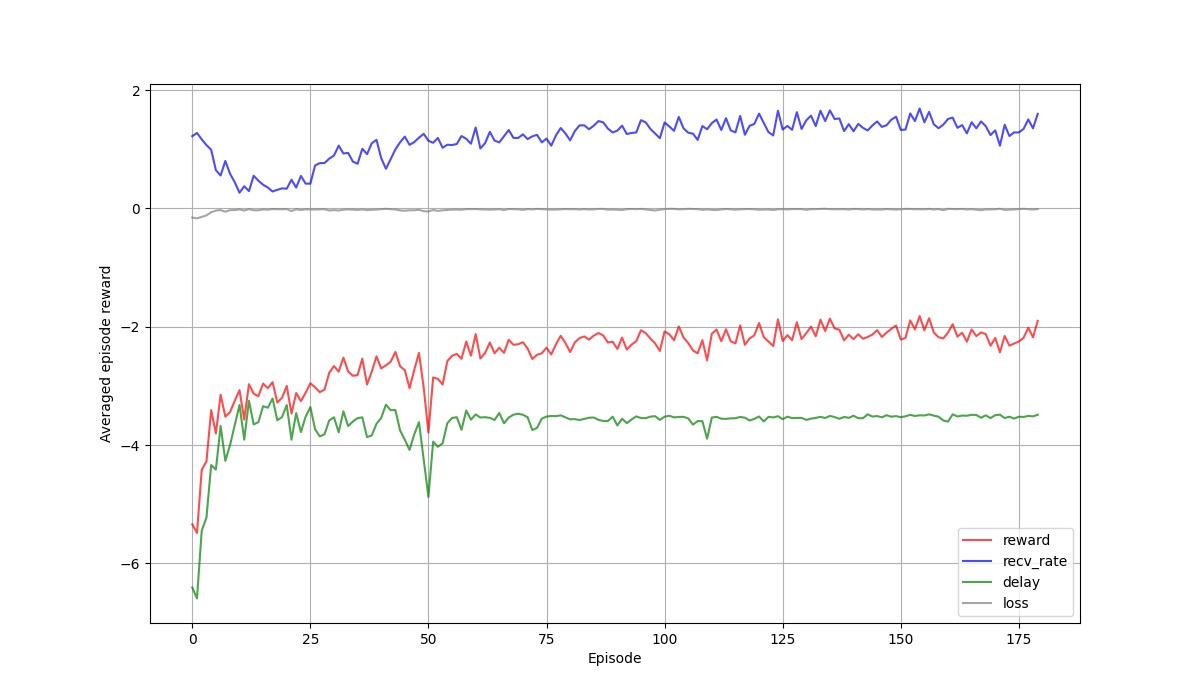 2
0
−2
−4
−6
Averaged episode reward
0 25 50 75 100 125 150 175
Episode
reward
recv_rate
delay
loss